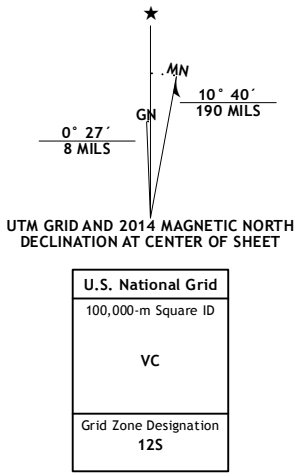 ★
MN
GN
10° 40´
190 MILS
0° 27´
8 MILS
UTM GRID AND 2014 MAGNETIC NORTH
DECLINATION AT CENTER OF SHEET
U.S. National Grid
100,000-m Square ID
VC
Grid Zone Designation
12S